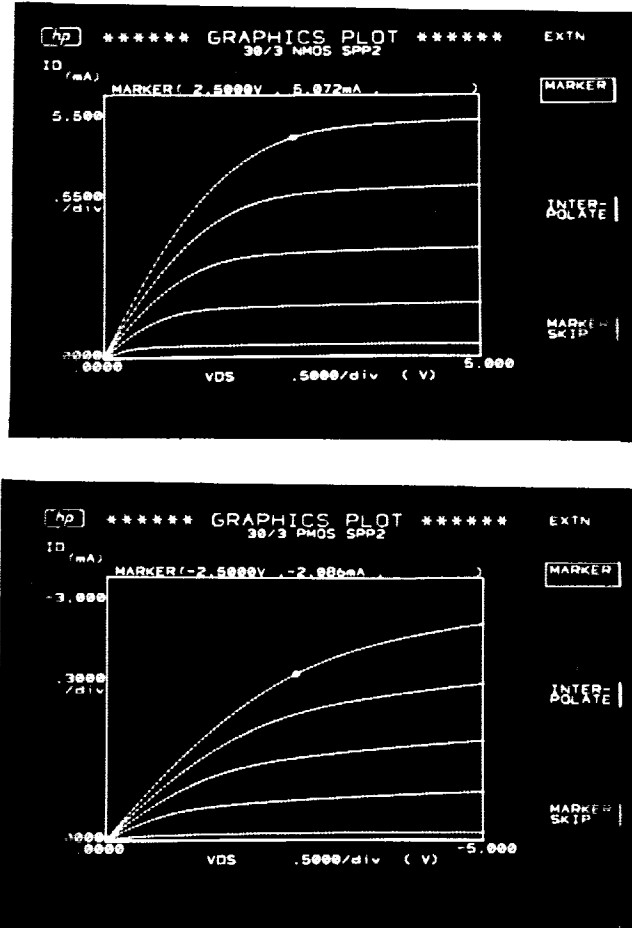 hp ****** GRAPHICS PLOT ****** EXTN
30/3 NMOS SPP2
ID
(mA)
MARKER( 2.5000V , 5.072mA , )
MARKER
5.500
.5500
/div
INTER-
POLATE
MARKER
SKIP
.0000
.0000 5.000
VDS .5000/div ( V)
hp ****** GRAPHICS PLOT ****** EXTN
30/3 PMOS SPP2
ID
(mA)
MARKER(-2.5000V ,-2.086mA , )
MARKER
-3.000
.3000
/div
INTER-
POLATE
MARKER
SKIP
.0000
.0000 -5.000
VDS .5000/div ( V)